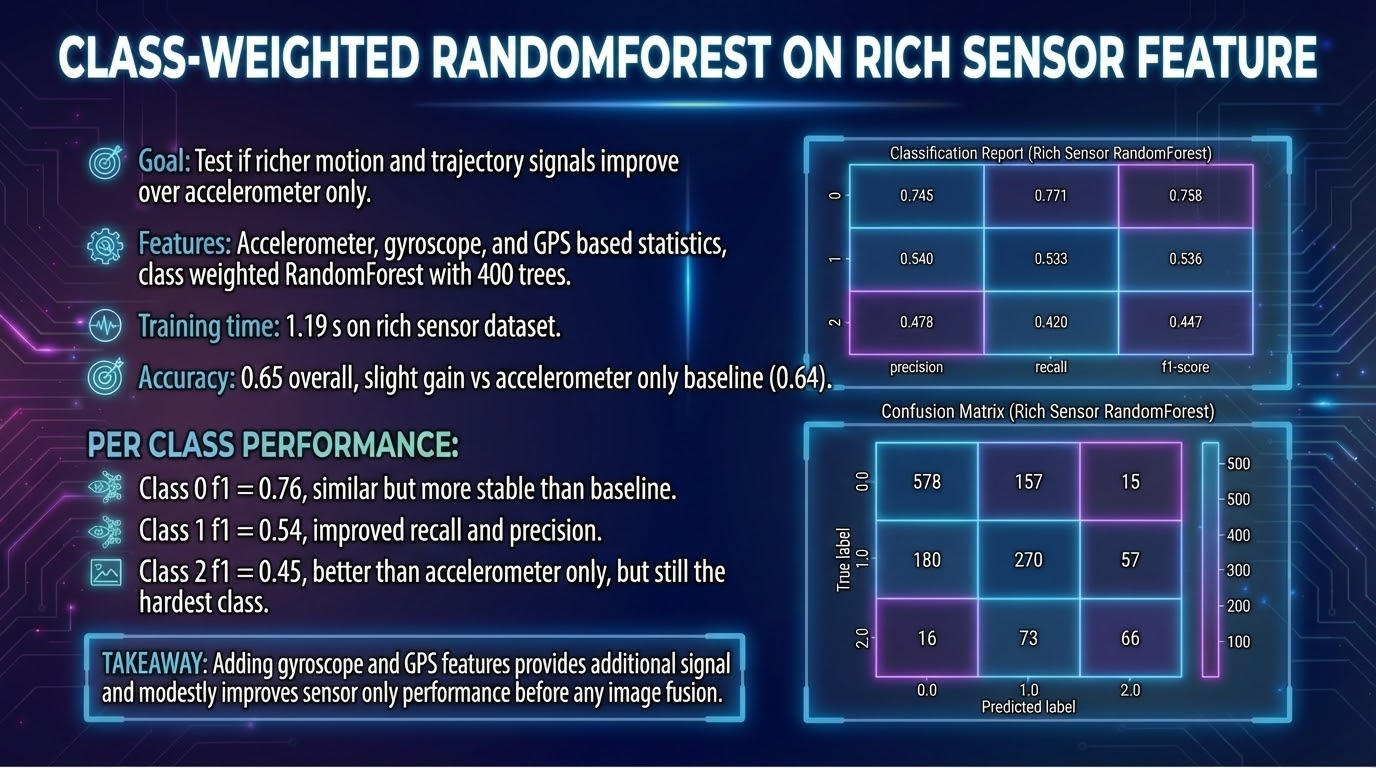 CLASS-WEIGHTED RANDOMFOREST ON RICH SENSOR FEATURE
Goal: Test if richer motion and trajectory signals improve
over accelerometer only.
Features: Accelerometer, gyroscope, and GPS based statistics,
class weighted RandomForest with 400 trees.
Training time: 1.19 s on rich sensor dataset.
Accuracy: 0.65 overall, slight gain vs accelerometer only baseline (0.64).
PER CLASS PERFORMANCE:
Class 0 f1 = 0.76, similar but more stable than baseline.
Class 1 f1 = 0.54, improved recall and precision.
Class 2 f1 = 0.45, better than accelerometer only, but still the
hardest class.
TAKEAWAY: Adding gyroscope and GPS features provides additional signal
and modestly improves sensor only performance before any image fusion.
Classification Report (Rich Sensor RandomForest)
0 0.745 0.771 0.758
1 0.540 0.533 0.536
2 0.478 0.420 0.447
precision recall f1-score
Confusion Matrix (Rich Sensor RandomForest)
True label
0.0 578 157 15
1.0 180 270 57
2.0 16 73 66
0.0 1.0 2.0
Predicted label
500
500
400
300
200
100